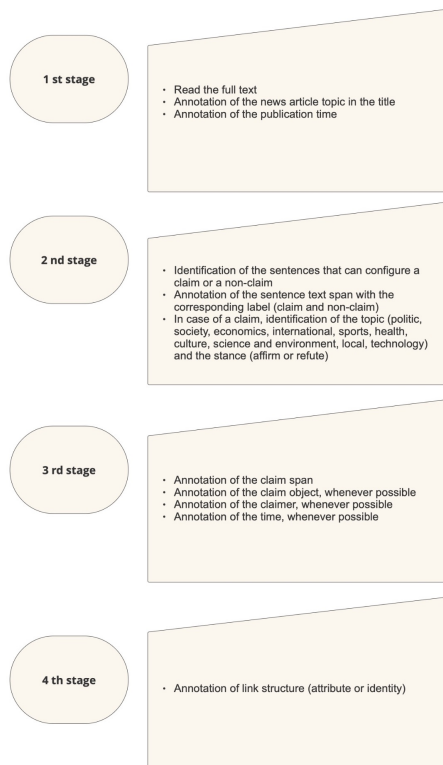 1 st stage
• Read the full text
• Annotation of the news article topic in the title
• Annotation of the publication time
2 nd stage
• Identification of the sentences that can configure a
claim or a non-claim
• Annotation of the sentence text span with the
corresponding label (claim and non-claim)
• In case of a claim, identification of the topic (politic,
society, economics, international, sports, health,
culture, science and environment, local, technology)
and the stance (affirm or refute)
3 rd stage
• Annotation of the claim span
• Annotation of the claim object, whenever possible
• Annotation of the claimer, whenever possible
• Annotation of the time, whenever possible
4 th stage
• Annotation of link structure (attribute or identity)